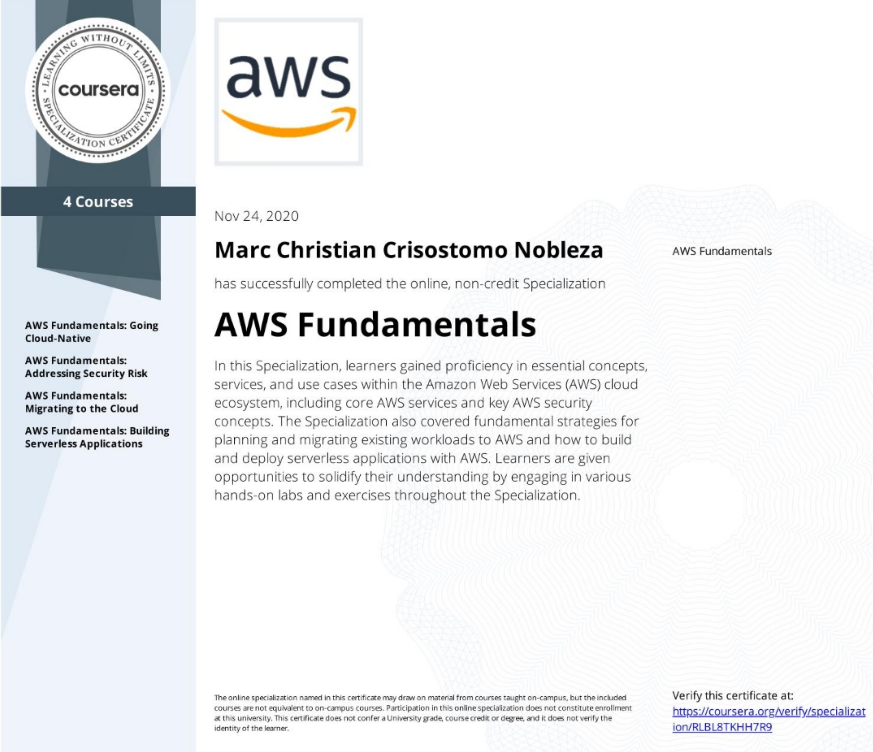 LEARNING WITHOUT LIMITS
coursera
SPECIALIZATION CERTIFICATE
4 Courses
AWS Fundamentals: Going
Cloud-Native
AWS Fundamentals:
Addressing Security Risk
AWS Fundamentals:
Migrating to the Cloud
AWS Fundamentals: Building
Serverless Applications
aws
Nov 24, 2020
Marc Christian Crisostomo Nobleza
has successfully completed the online, non-credit Specialization
AWS Fundamentals
In this Specialization, learners gained proficiency in essential concepts,
services, and use cases within the Amazon Web Services (AWS) cloud
ecosystem, including core AWS services and key AWS security
concepts. The Specialization also covered fundamental strategies for
planning and migrating existing workloads to AWS and how to build
and deploy serverless applications with AWS. Learners are given
opportunities to solidify their understanding by engaging in various
hands-on labs and exercises throughout the Specialization.
AWS Fundamentals
The online specialization named in this certificate may draw on material from courses taught on-campus, but the included
courses are not equivalent to on-campus courses. Participation in this online specialization does not constitute enrollment
at this university. This certificate does not confer a University grade, course credit or degree, and it does not verify the
identity of the learner.
Verify this certificate at:
https://coursera.org/verify/specializat
ion/RLBL8TKHH7R9